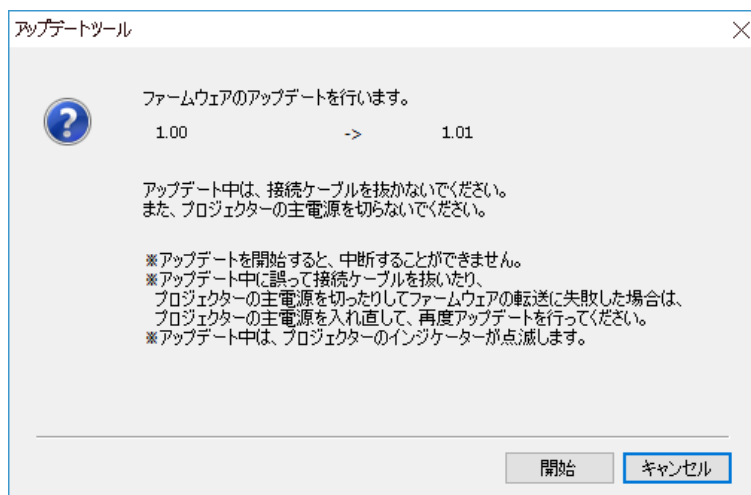 アップデートツール
ファームウェアのアップデートを行います。
1.00 -> 1.01
アップデート中は、接続ケーブルを抜かないでください。
また、プロジェクターの主電源を切らないでください。
※アップデートを開始すると、中断することができません。
※アップデート中に誤って接続ケーブルを抜いたり、
プロジェクターの主電源を切ったりしてファームウェアの転送に失敗した場合は、
プロジェクターの主電源を入れ直して、再度アップデートを行ってください。
※アップデート中は、プロジェクターのインジケーターが点滅します。
開始 キャンセル